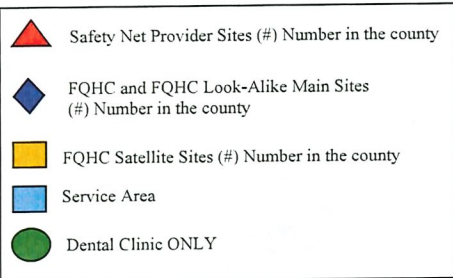 Safety Net Provider Sites (#) Number in the county
FQHC and FQHC Look-Alike Main Sites
(#) Number in the county
FQHC Satellite Sites (#) Number in the county
Service Area
Dental Clinic ONLY